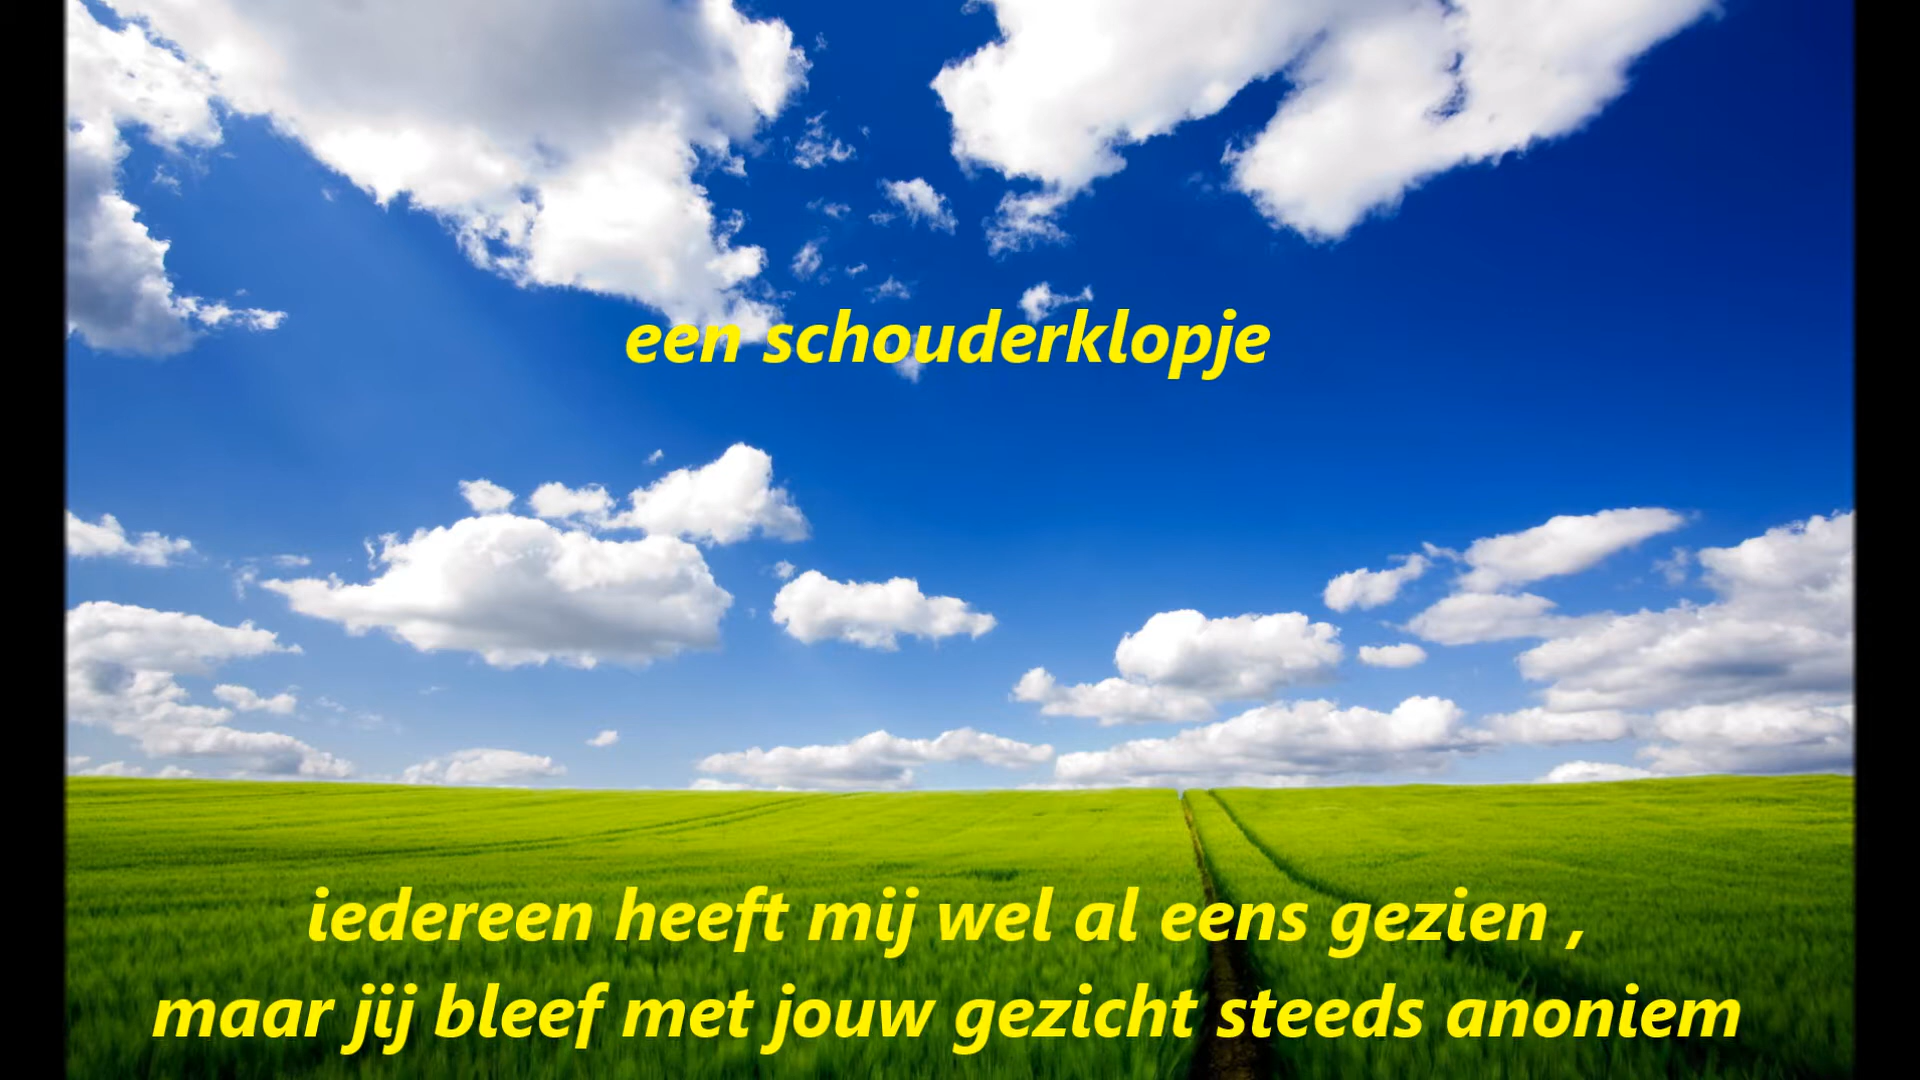 een schouderklopje
iedereen heeft mij wel al eens gezien ,
maar jij bleef met jouw gezicht steeds anoniem